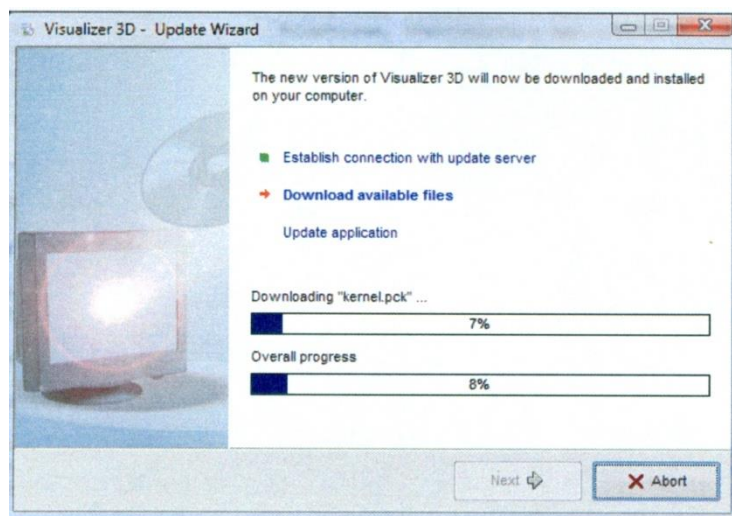 Visualizer 3D - Update Wizard
The new version of Visualizer 3D will now be downloaded and installed
on your computer.
Establish connection with update server
Download available files
Update application
Downloading "kernel.pck" ...
7%
Overall progress
8%
Next
Abort